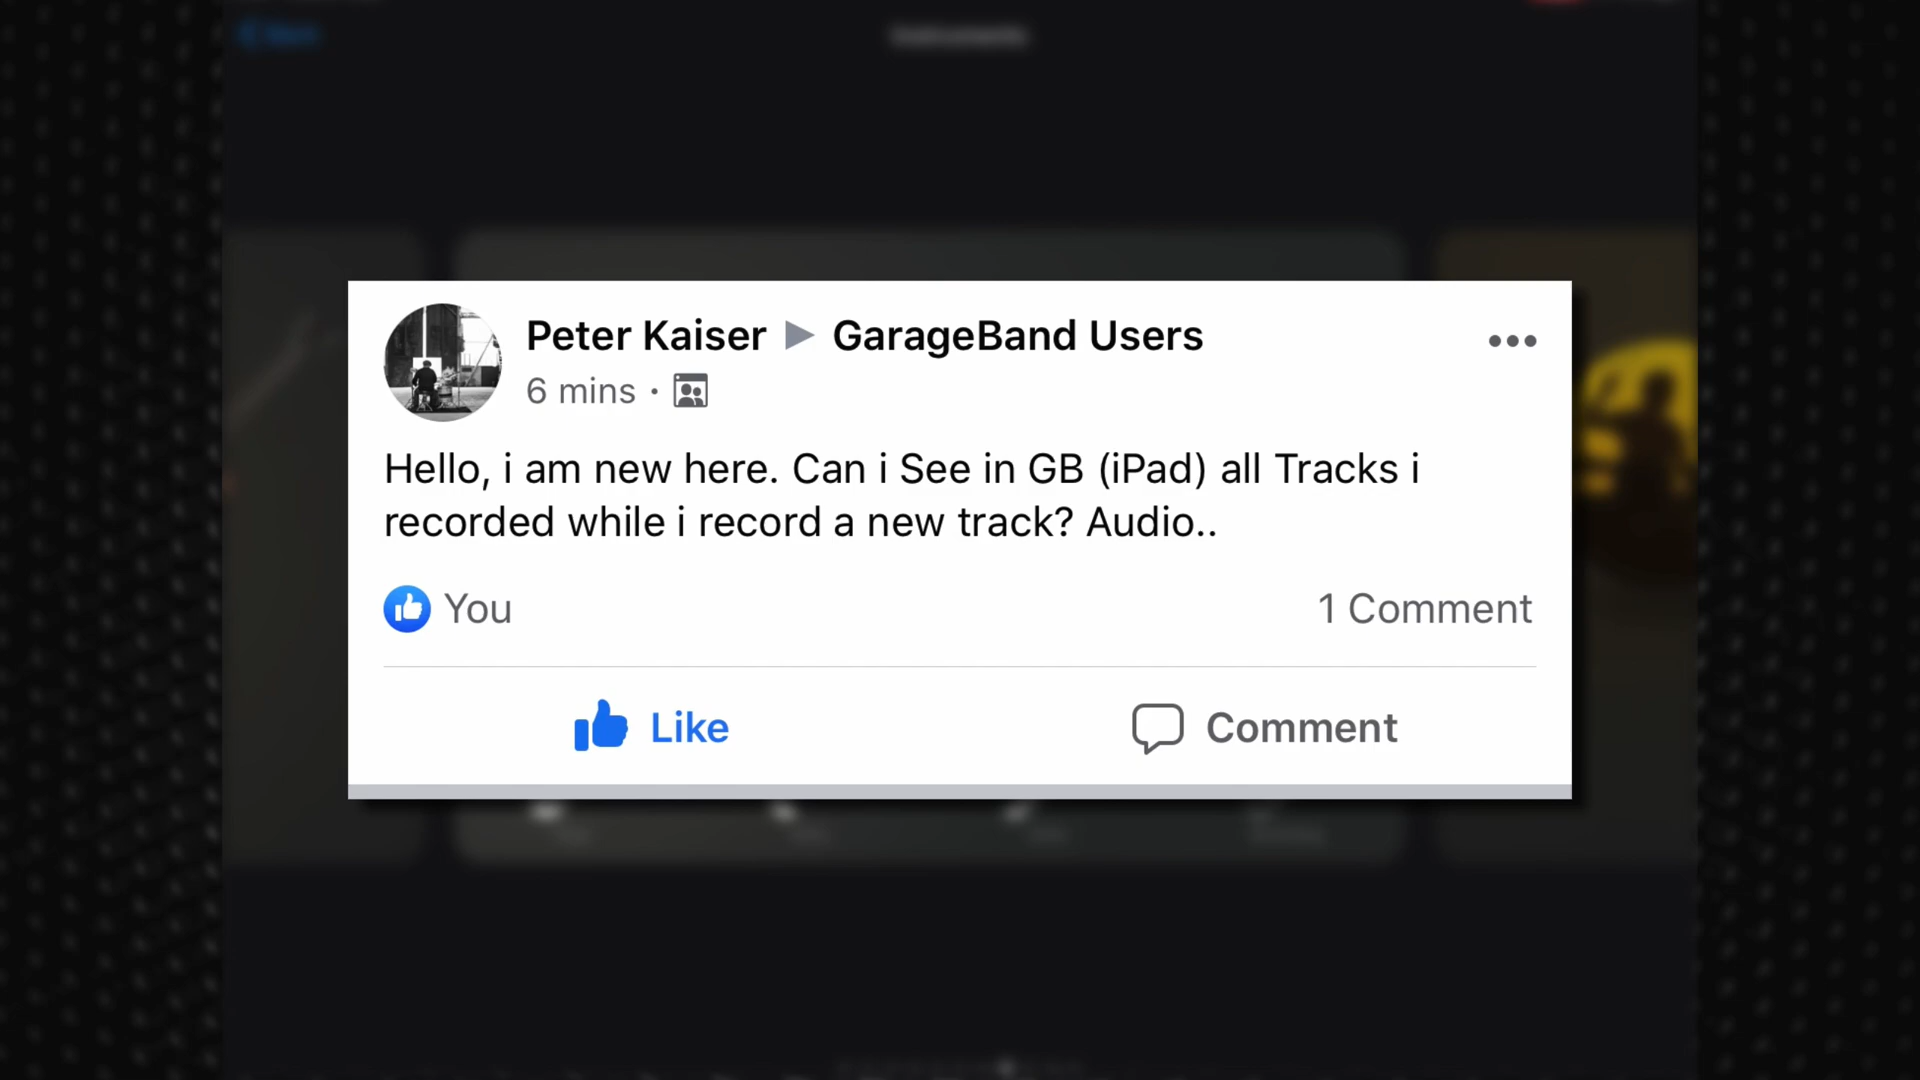 Peter Kaiser ▶ GarageBand Users
6 mins ·
Hello, i am new here. Can i See in GB (iPad) all Tracks i
recorded while i record a new track? Audio..
You
1 Comment
Like
Comment